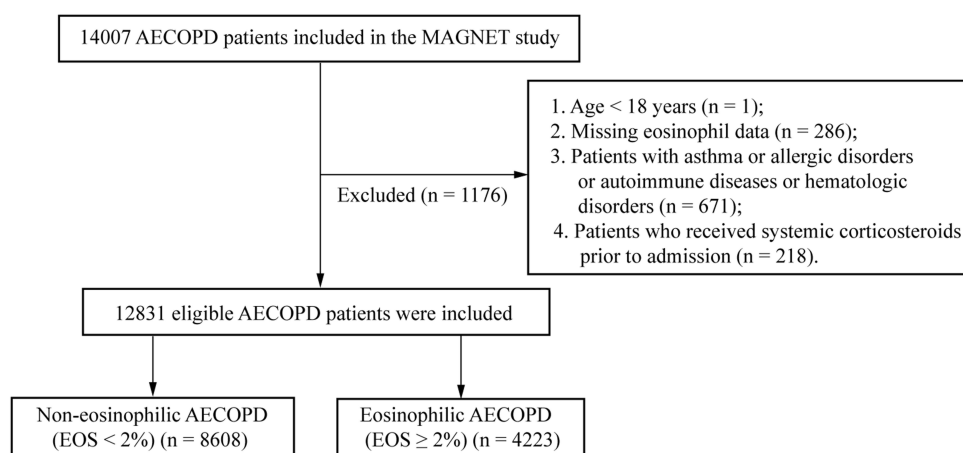 14007 AECOPD patients included in the MAGNET study
1. Age < 18 years (n = 1);
2. Missing eosinophil data (n = 286);
3. Patients with asthma or allergic disorders
or autoimmune diseases or hematologic
disorders (n = 671);
4. Patients who received systemic corticosteroids
prior to admission (n = 218).
Excluded (n = 1176)
12831 eligible AECOPD patients were included
Non-eosinophilic AECOPD
(EOS < 2%) (n = 8608)
Eosinophilic AECOPD
(EOS ≥ 2%) (n = 4223)